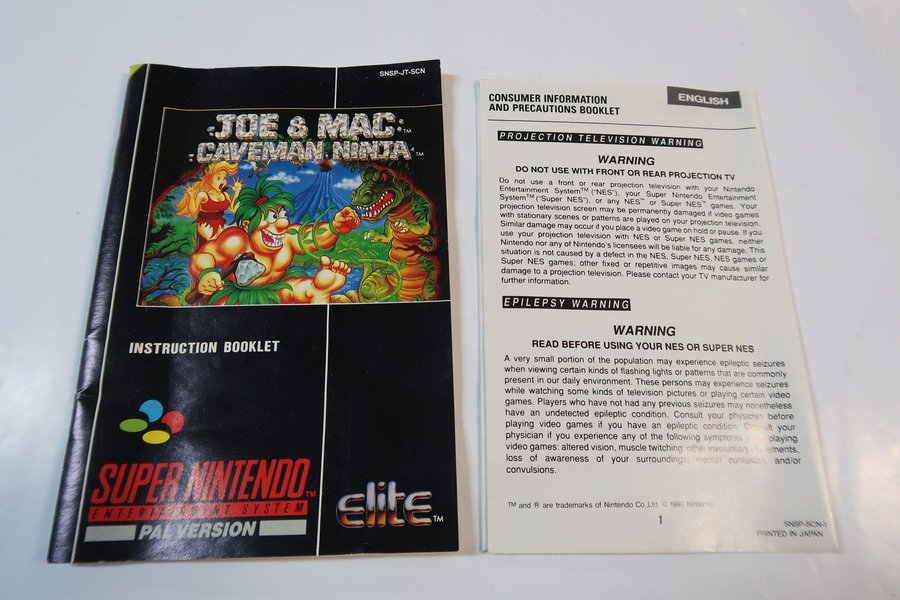 SNSP-JT-SCN
JOE & MAC™
CAVEMAN NINJA™
INSTRUCTION BOOKLET
SUPER NINTENDO™
ENTERTAINMENT SYSTEM
PAL VERSION
elite™
CONSUMER INFORMATION
AND PRECAUTIONS BOOKLET
ENGLISH
PROJECTION TELEVISION WARNING
WARNING
DO NOT USE WITH FRONT OR REAR PROJECTION TV
Do not use a front or rear projection television with your Nintendo
Entertainment System™ ("NES"), your Super Nintendo Entertainment
System™ ("Super NES"), or any NES™ or Super NES™ games. Your
projection television screen may be permanently damaged if video games
with stationary scenes or patterns are played on your projection television.
Similar damage may occur if you place a video game on hold or pause. If you
use your projection television with NES or Super NES games, neither
Nintendo nor any of Nintendo's licensees will be liable for any damage. This
situation is not caused by a defect in the NES, Super NES, NES games or
Super NES games; other fixed or repetitive images may cause similar
damage to a projection television. Please contact your TV manufacturer for
further information.
EPILEPSY WARNING
WARNING
READ BEFORE USING YOUR NES OR SUPER NES
A very small portion of the population may experience epileptic seizures
when viewing certain kinds of flashing lights or patterns that are commonly
present in our daily environment. These persons may experience seizures
while watching some kinds of television pictures or playing certain video
games. Players who have not had any previous seizures may nonetheless
have an undetected epileptic condition. Consult your physician before
playing video games if you have an epileptic condition. Consult your
physician if you experience any of the following symptoms while playing
video games: altered vision, muscle twitching, other involuntary movements,
loss of awareness of your surroundings, mental confusion, and/or
convulsions.
TM and ® are trademarks of Nintendo Co., Ltd. © 1992 Nintendo
1
SNSP-SCN-1
PRINTED IN JAPAN